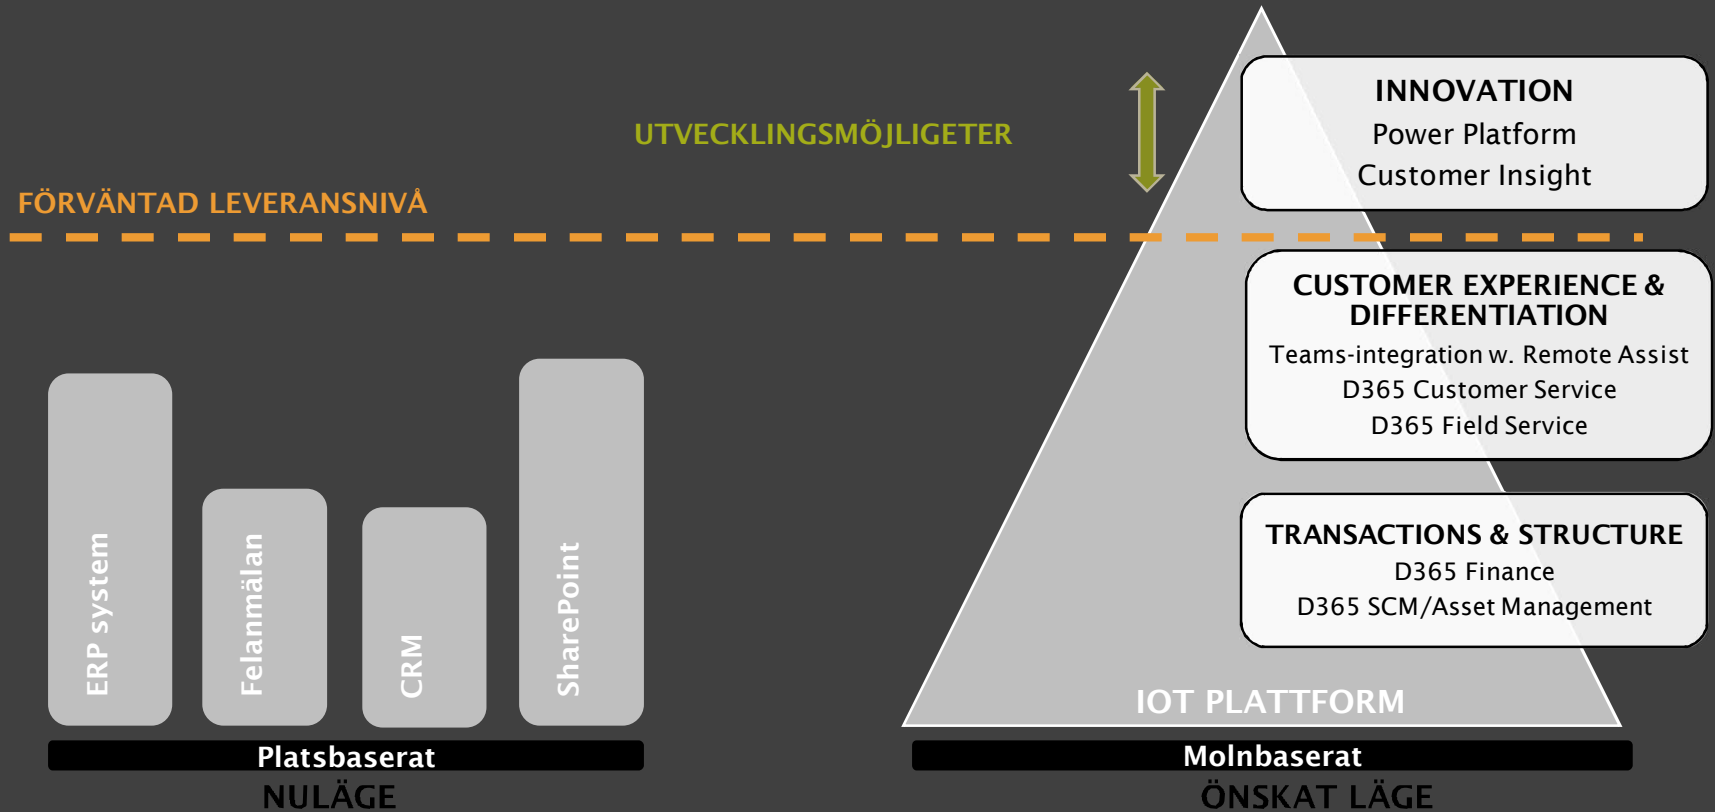 UTVECKLINGSMÖJLIGETER
FÖRVÄNTAD LEVERANSNIVÅ
ERP system
Felanmälan
CRM
SharePoint
Platsbaserat
NULÄGE
INNOVATION
Power Platform
Customer Insight
CUSTOMER EXPERIENCE &
DIFFERENTIATION
Teams-integration w. Remote Assist
D365 Customer Service
D365 Field Service
TRANSACTIONS & STRUCTURE
D365 Finance
D365 SCM/Asset Management
IOT PLATTFORM
Molnbaserat
ÖNSKAT LÄGE